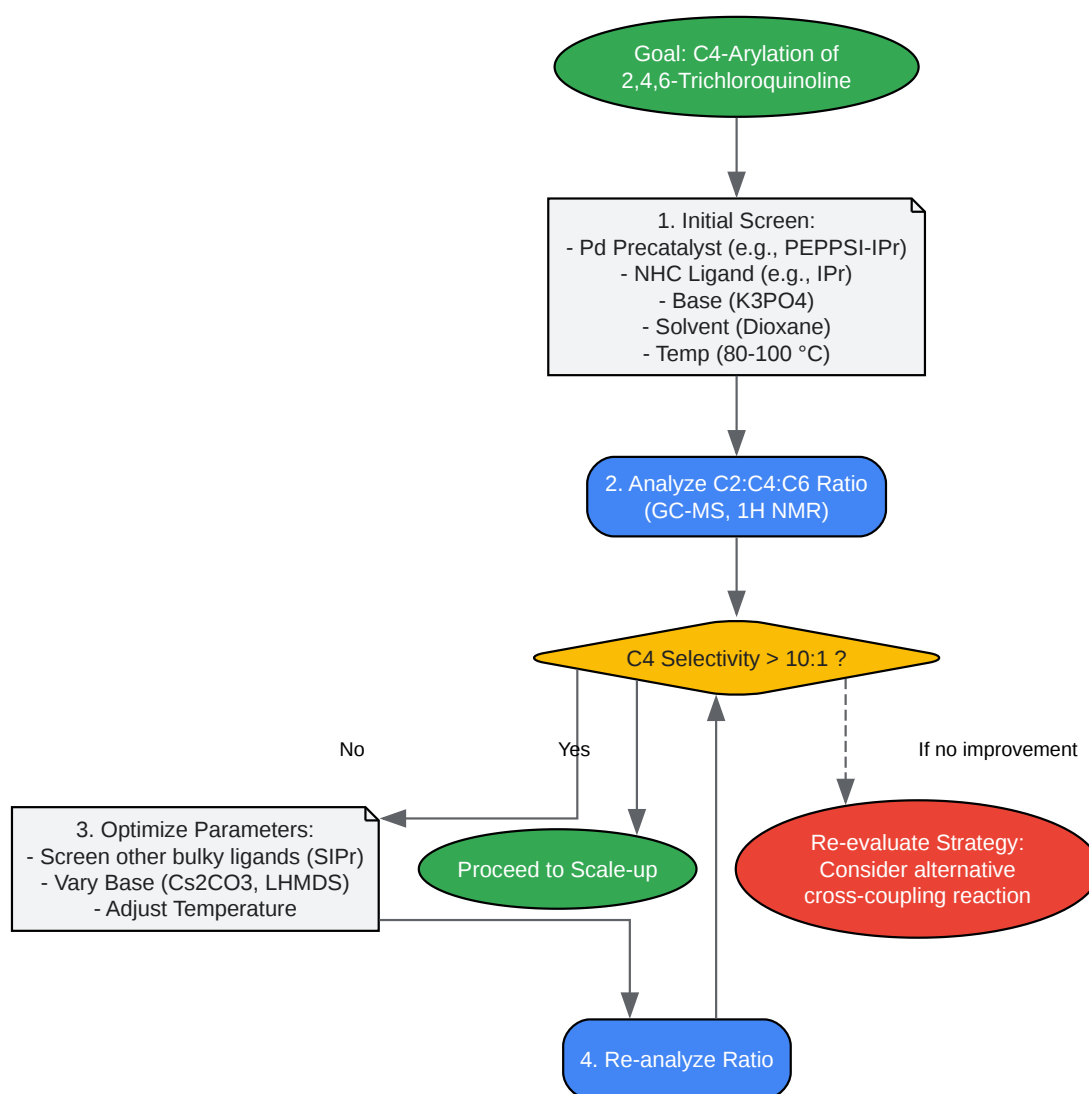 Goal: C4-Arylation of
2,4,6-Trichloroquinoline
1. Initial Screen:
- Pd Precatalyst (e.g., PEPPSI-IPr)
- NHC Ligand (e.g., IPr)
- Base (K3PO4)
- Solvent (Dioxane)
- Temp (80-100 °C)
2. Analyze C2:C4:C6 Ratio
(GC-MS, 1H NMR)
C4 Selectivity > 10:1 ?
No
Yes
If no improvement
3. Optimize Parameters:
- Screen other bulky ligands (SIPr)
- Vary Base (Cs2CO3, LHMDS)
- Adjust Temperature
Proceed to Scale-up
Re-evaluate Strategy:
Consider alternative
cross-coupling reaction
4. Re-analyze Ratio